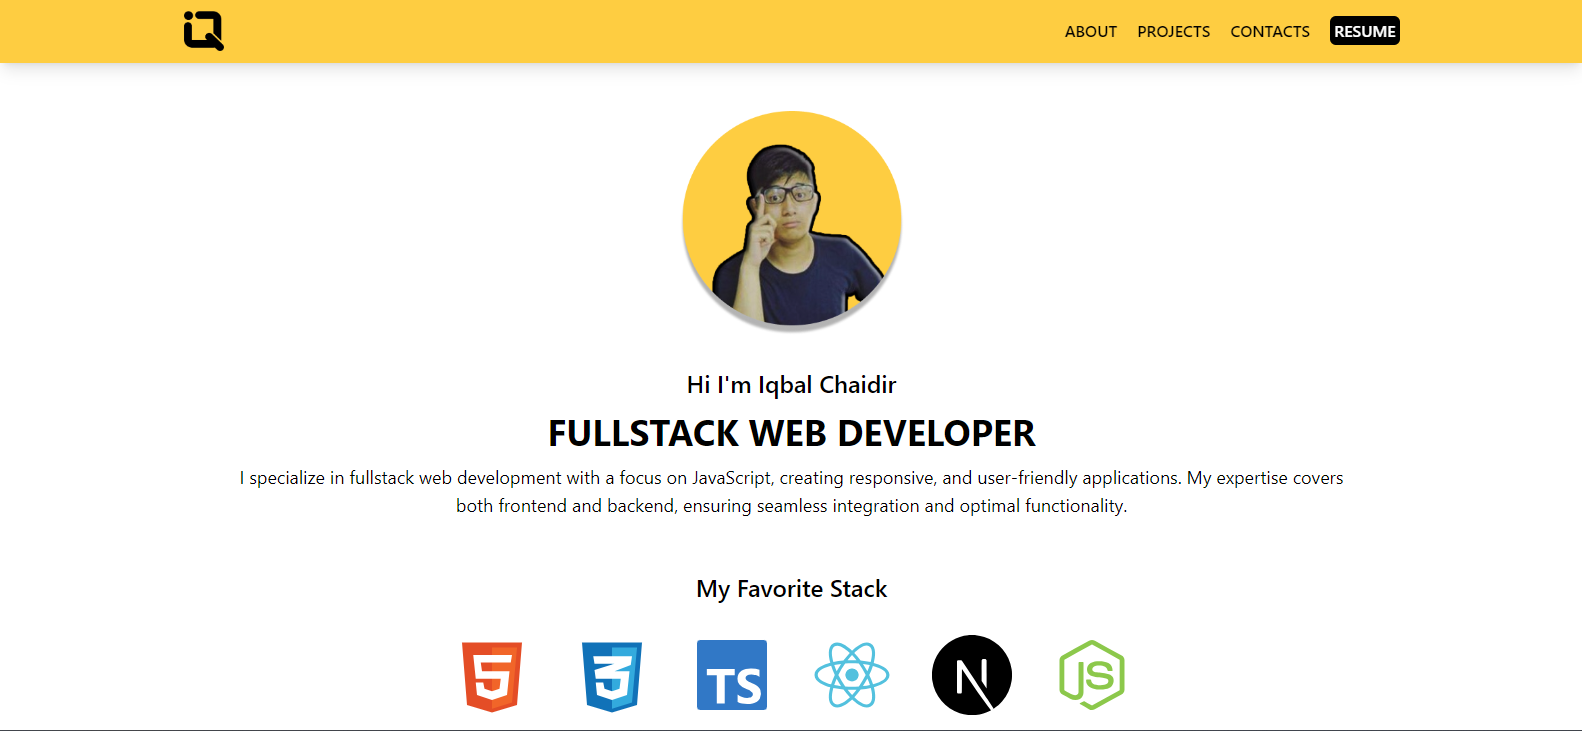 iQ
ABOUT PROJECTS CONTACTS RESUME
Hi I'm Iqbal Chaidir
FULLSTACK WEB DEVELOPER
I specialize in fullstack web development with a focus on JavaScript, creating responsive, and user-friendly applications. My expertise covers
both frontend and backend, ensuring seamless integration and optimal functionality.
My Favorite Stack
5 3 TS N JS